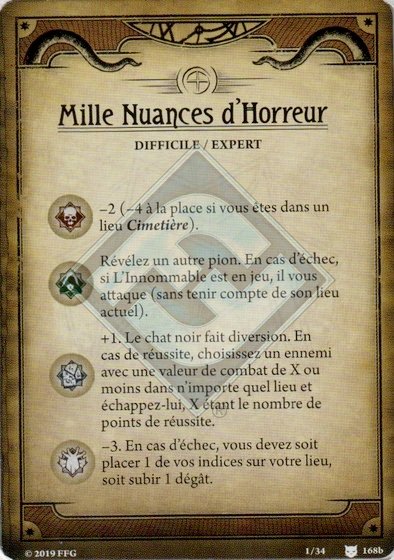 Mille Nuances d'Horreur
DIFFICILE / EXPERT
–2 (–4 à la place si vous êtes dans un
lieu Cimetière).
Révélez un autre pion. En cas d'échec,
si L'Innommable est en jeu, il vous
attaque (sans tenir compte de son lieu
actuel).
+1. Le chat noir fait diversion. En
cas de réussite, choisissez un ennemi
avec une valeur de combat de X ou
moins dans n'importe quel lieu et
échappez-lui, X étant le nombre de
points de réussite.
–3. En cas d'échec, vous devez soit
placer 1 de vos indices sur votre lieu,
soit subir 1 dégât.
®
© 2019 FFG
1/34
168b